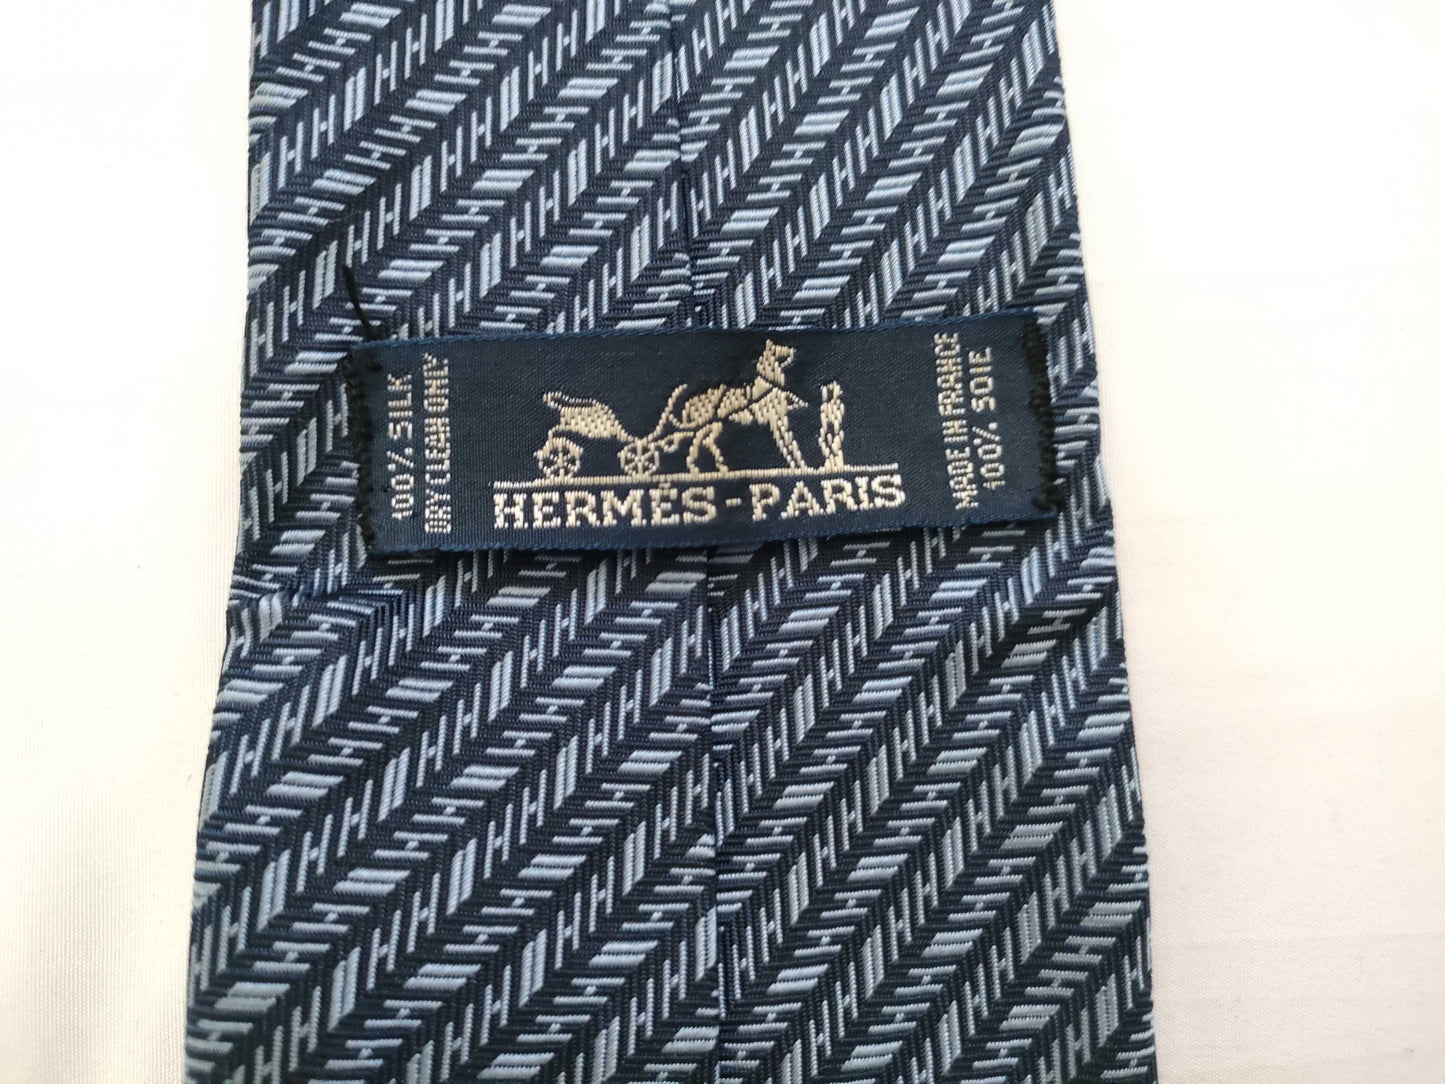 100% SILK
DRY CLEAN ONLY
HERMÈS-PARIS
MADE IN FRANCE
100% SOIE